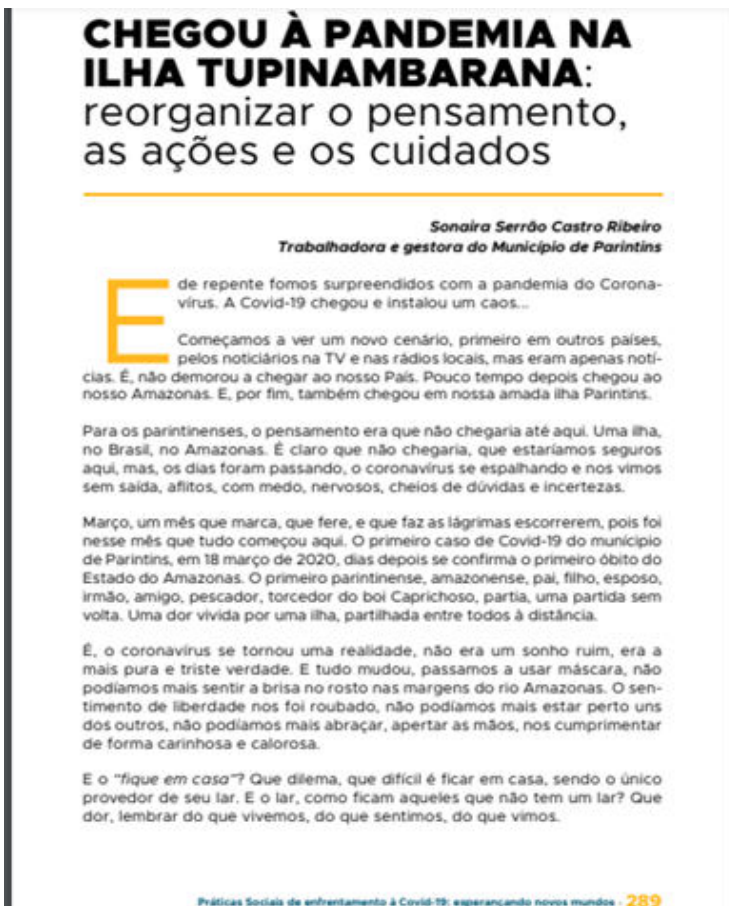 CHEGOU À PANDEMIA NA
ILHA TUPINAMBARANA:
reorganizar o pensamento,
as ações e os cuidados
Sonaira Serrão Castro Ribeiro
Trabalhadora e gestora do Município de Parintins
E de repente fomos surpreendidos com a pandemia do Corona-
vírus. A Covid-19 chegou e instalou um caos...
Começamos a ver um novo cenário, primeiro em outros países,
pelos noticiários na TV e nas rádios locais, mas eram apenas notí-
cias. É, não demorou a chegar ao nosso País. Pouco tempo depois chegou ao
nosso Amazonas. E, por fim, também chegou em nossa amada ilha Parintins.
Para os parintinenses, o pensamento era que não chegaria até aqui. Uma ilha,
no Brasil, no Amazonas. É claro que não chegaria, que estaríamos seguros
aqui, mas, os dias foram passando, o coronavírus se espalhando e nos vimos
sem saída, aflitos, com medo, nervosos, cheios de dúvidas e incertezas.
Março, um mês que marca, que fere, e que faz as lágrimas escorrerem, pois foi
nesse mês que tudo começou aqui. O primeiro caso de Covid-19 do município
de Parintins, em 18 março de 2020, dias depois se confirma o primeiro óbito do
Estado do Amazonas. O primeiro parintinense, amazonense, pai, filho, esposo,
irmão, amigo, pescador, torcedor do boi Caprichoso, partia, uma partida sem
volta. Uma dor vivida por uma ilha, partilhada entre todos à distância.
É, o coronavírus se tornou uma realidade, não era um sonho ruim, era a
mais pura e triste verdade. E tudo mudou, passamos a usar máscara, não
podíamos mais sentir a brisa no rosto nas margens do rio Amazonas. O sen-
timento de liberdade nos foi roubado, não podíamos mais estar perto uns
dos outros, não podíamos mais abraçar, apertar as mãos, nos cumprimentar
de forma carinhosa e calorosa.
E o "fique em casa"? Que dilema, que difícil é ficar em casa, sendo o único
provedor de seu lar. E o lar, como ficam aqueles que não tem um lar? Que
dor, lembrar do que vivemos, do que sentimos, do que vimos.
Práticas Sociais de enfrentamento à Covid-19: esperançando novos mundos - 289